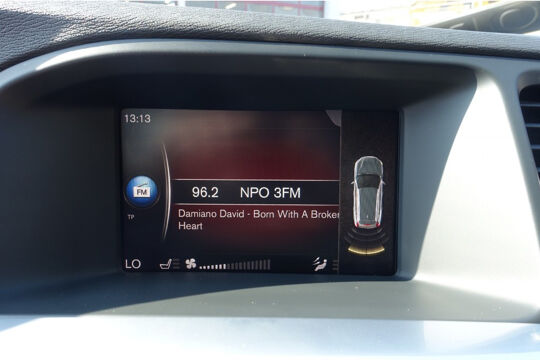 13:13
FM
96.2 NPO 3FM
TP
Damiano David - Born With A Broken
Heart
LO